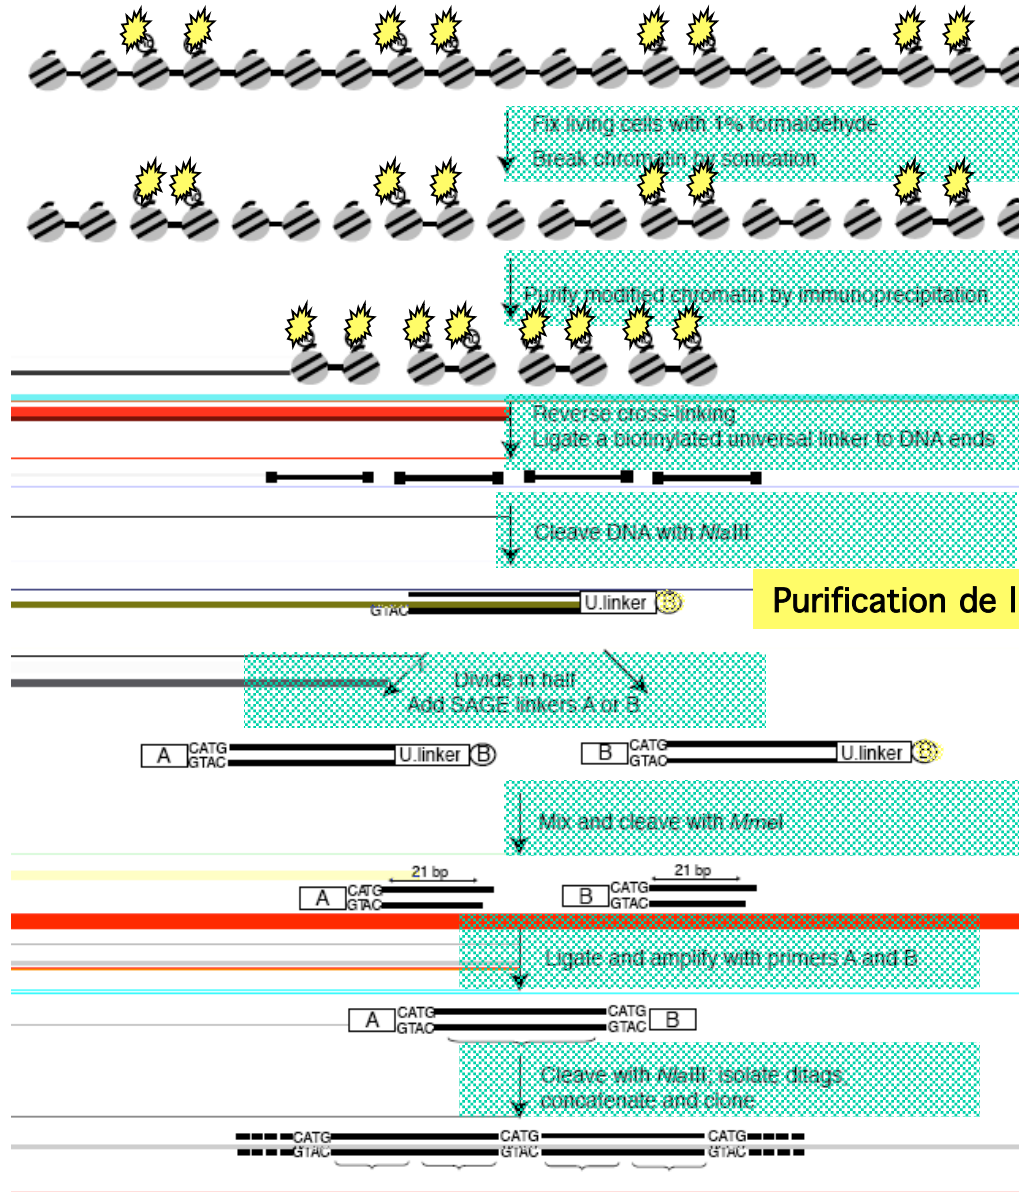 Fix living cells with 1% formaldehyde
Break chromatin by sonication
Purify modified chromatin by immunoprecipitation
Reverse cross-linking
Ligate a biotinylated universal linker to DNA ends
Cleave DNA with NlaIII
Purification de l
GTAC U.linker B
Divide in half
Add SAGE linkers A or B
A CATG U.linker B
GTAC
B CATG U.linker B
GTAC
Mix and cleave with MmeI
21 bp
A CATG
GTAC
21 bp
B CATG
GTAC
Ligate and amplify with primers A and B
A CATG CATG B
GTAC GTAC
Cleave with NlaIII, isolate ditags,
concatenate and clone
CATG CATG CATG
GTAC GTAC GTAC